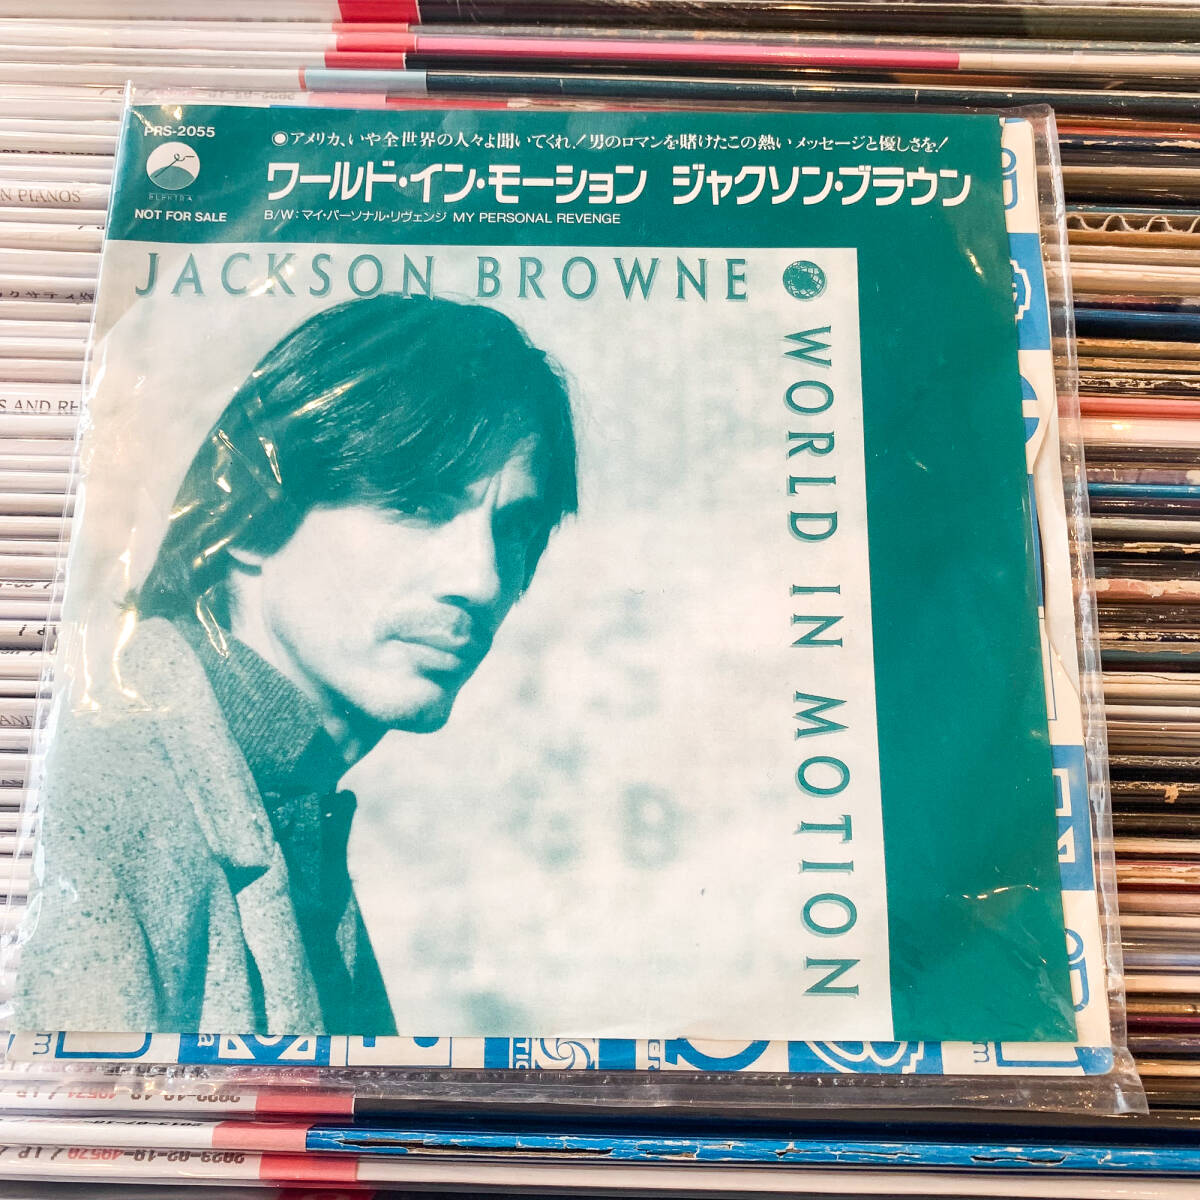 PRS-2055
ELEKTRA
NOT FOR SALE
●アメリカ、いや全世界の人々よ聞いてくれ!男のロマンを賭けたこの熱いメッセージと優しさを!
ワールド・イン・モーション ジャクソン・ブラウン
B/W:マイ・パーソナル・リヴェンジ MY PERSONAL REVENGE
JACKSON BROWNE
WORLD IN MOTION
N PIANOS
S AND RH